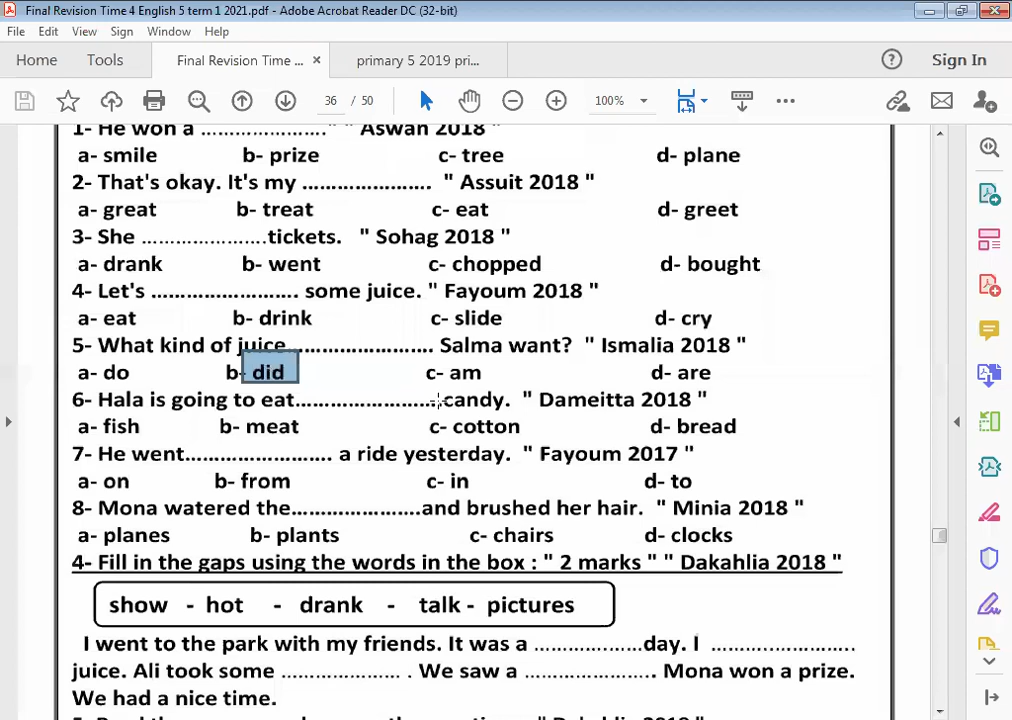 Final Revision Time 4 English 5 term 1 2021.pdf - Adobe Acrobat Reader DC (32-bit)
File Edit View Sign Window Help
Home Tools Final Revision Time ... × primary 5 2019 pri... Sign In
36 / 50 100%
1- He won a ………………….." " Aswan 2018 "
a- smile b- prize c- tree d- plane
2- That's okay. It's my …………………. " Assuit 2018 "
a- great b- treat c- eat d- greet
3- She ………………….tickets. " Sohag 2018 "
a- drank b- went c- chopped d- bought
4- Let's ……………………. some juice. " Fayoum 2018 "
a- eat b- drink c- slide d- cry
5- What kind of juice……………………. Salma want? " Ismalia 2018 "
a- do b- did c- am d- are
6- Hala is going to eat……………………candy. " Dameitta 2018 "
a- fish b- meat c- cotton d- bread
7- He went……………………. a ride yesterday. " Fayoum 2017 "
a- on b- from c- in d- to
8- Mona watered the………………….and brushed her hair. " Minia 2018 "
a- planes b- plants c- chairs d- clocks
4- Fill in the gaps using the words in the box : " 2 marks " " Dakahlia 2018 "
show - hot - drank - talk - pictures
I went to the park with my friends. It was a ………………day. I ……………………
juice. Ali took some ……………….. . We saw a …………………. Mona won a prize.
We had a nice time.